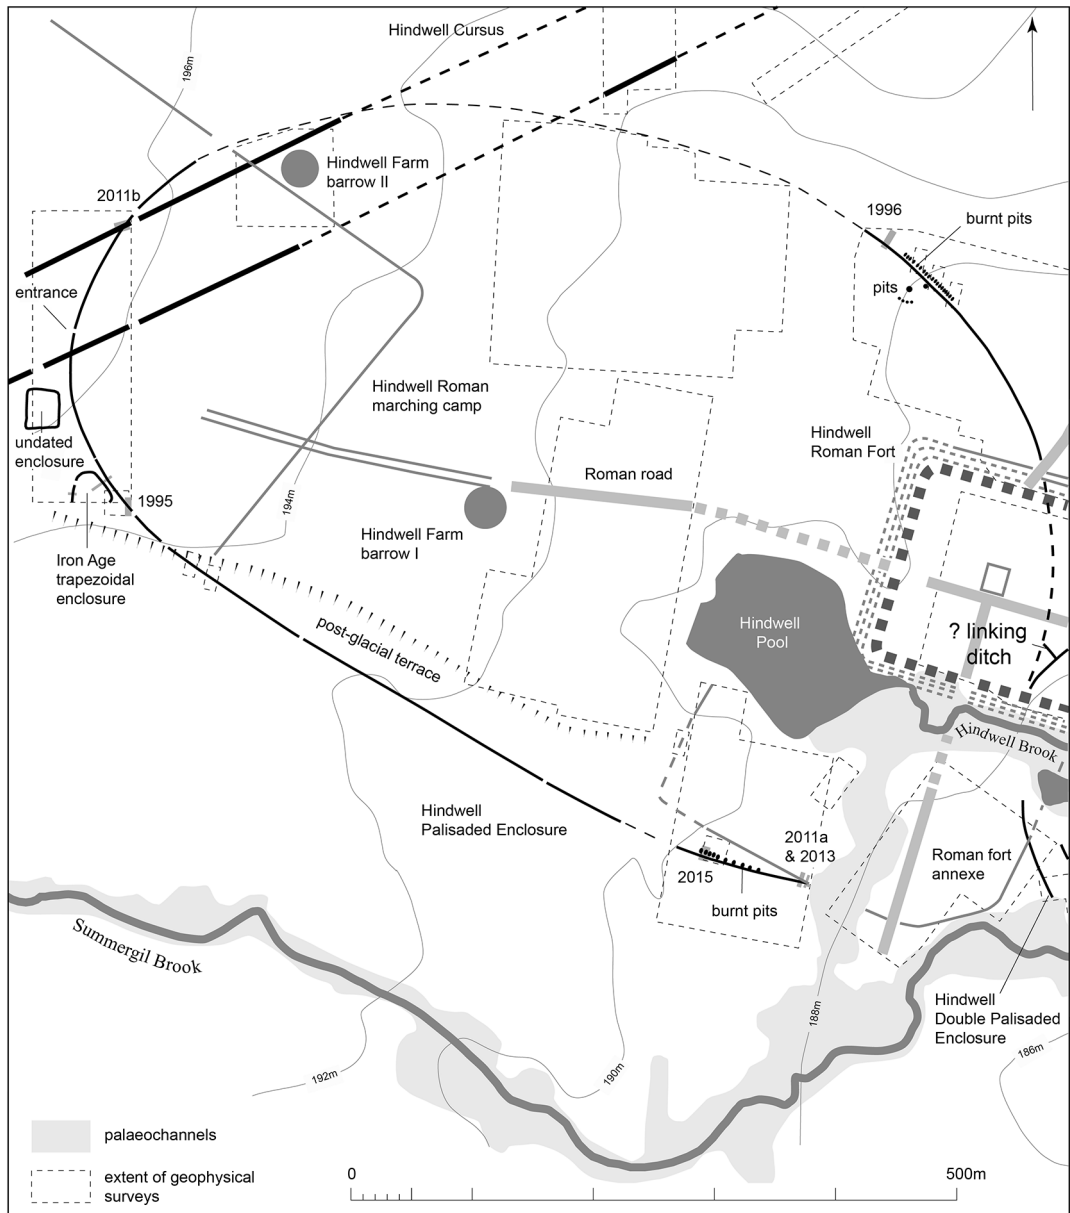 Hindwell Cursus
196m
Hindwell Farm
barrow II
2011b
1996
burnt pits
pits
entrance
Hindwell Roman
marching camp
undated
enclosure
Hindwell
Roman Fort
Roman road
1995
194m
Hindwell Farm
barrow I
Iron Age
trapezoidal
enclosure
post-glacial terrace
Hindwell
Pool
? linking
ditch
Hindwell Brook
Hindwell
Palisaded Enclosure
2011a
& 2013
2015
burnt pits
Roman fort
annexe
Summergil Brook
Hindwell
Double Palisaded
Enclosure
188m
186m
190m
192m
palaeochannels
extent of geophysical
surveys
0
500m